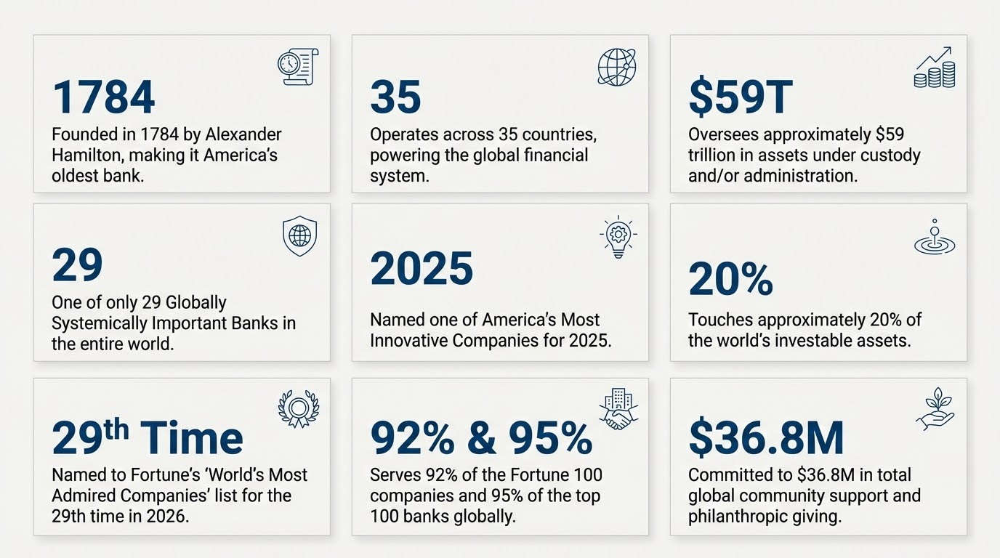 1784
Founded in 1784 by Alexander
Hamilton, making it America's
oldest bank.
35
Operates across 35 countries,
powering the global financial
system.
$59T
Oversees approximately $59
trillion in assets under custody
and/or administration.
29
One of only 29 Globally
Systemically Important Banks in
the entire world.
2025
Named one of America's Most
Innovative Companies for 2025.
20%
Touches approximately 20% of
the world's investable assets.
29th Time
Named to Fortune's ‘World's Most
Admired Companies’ list for the
29th time in 2026.
92% & 95%
Serves 92% of the Fortune 100
companies and 95% of the top
100 banks globally.
$36.8M
Committed to $36.8M in total
global community support and
philanthropic giving.